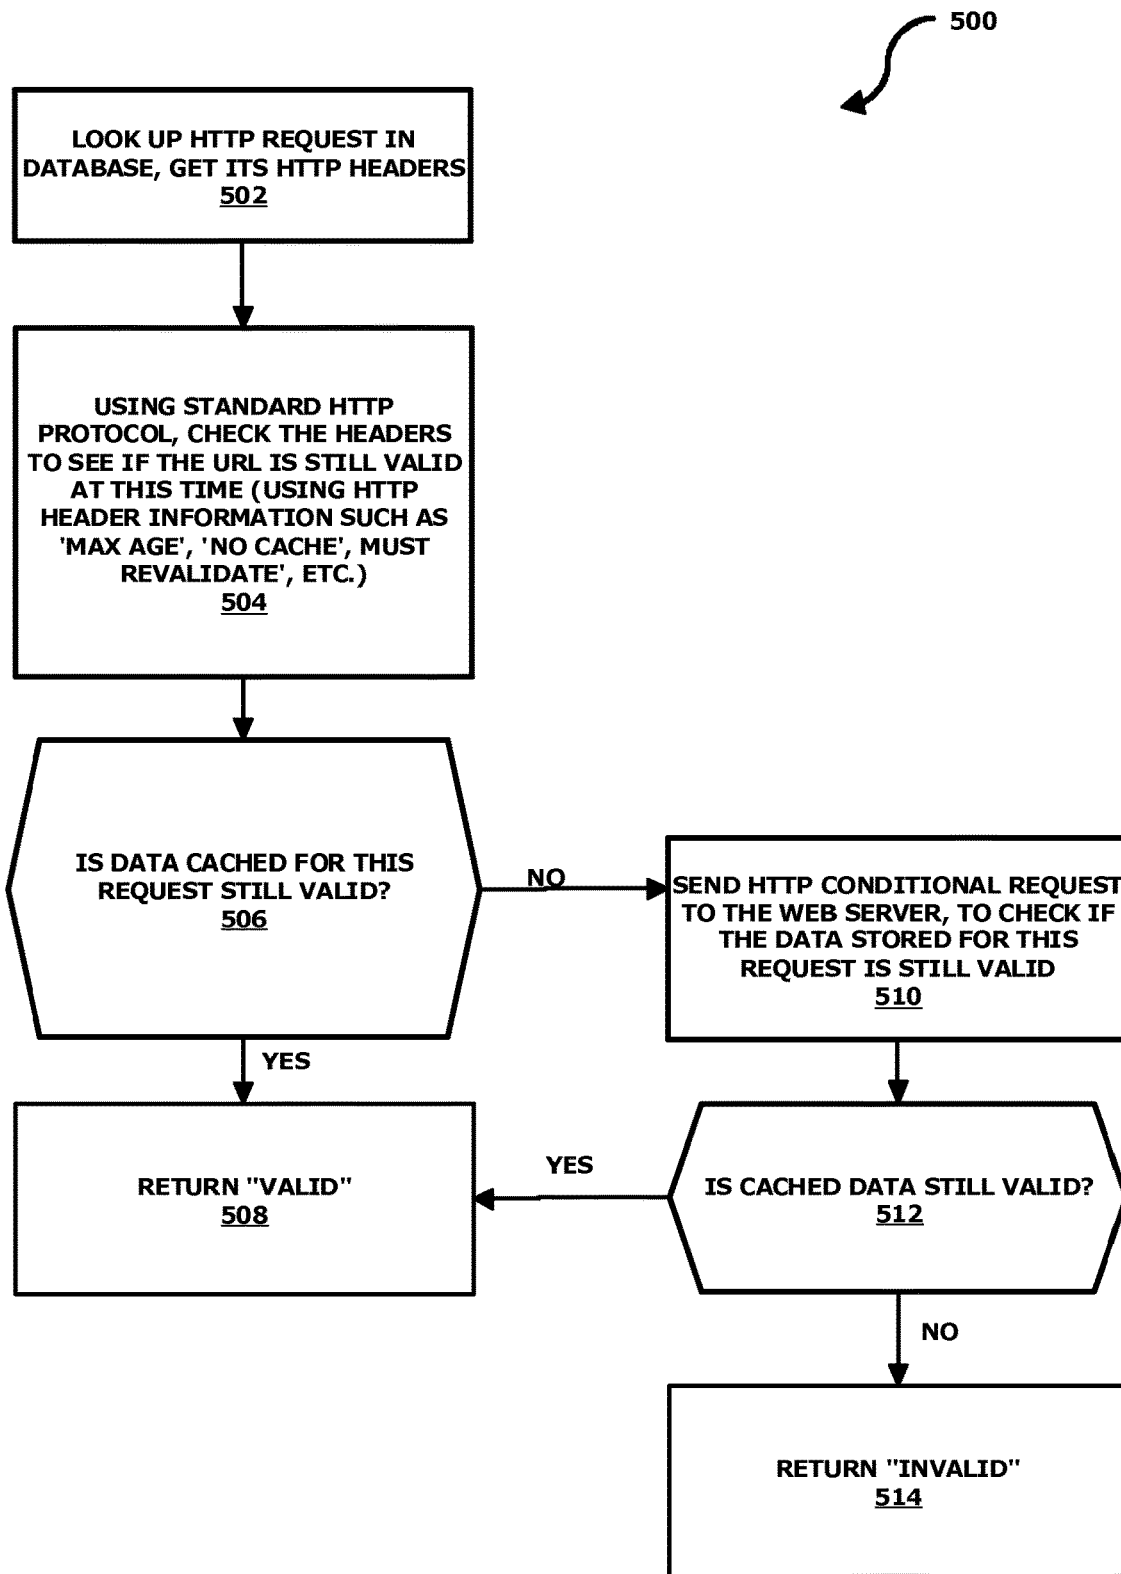 500
LOOK UP HTTP REQUEST IN
DATABASE, GET ITS HTTP HEADERS
502
USING STANDARD HTTP
PROTOCOL, CHECK THE HEADERS
TO SEE IF THE URL IS STILL VALID
AT THIS TIME (USING HTTP
HEADER INFORMATION SUCH AS
'MAX AGE', 'NO CACHE', MUST
REVALIDATE', ETC.)
504
IS DATA CACHED FOR THIS
REQUEST STILL VALID?
506
NO
SEND HTTP CONDITIONAL REQUEST
TO THE WEB SERVER, TO CHECK IF
THE DATA STORED FOR THIS
REQUEST IS STILL VALID
510
YES
RETURN "VALID"
508
YES
IS CACHED DATA STILL VALID?
512
NO
RETURN "INVALID"
514